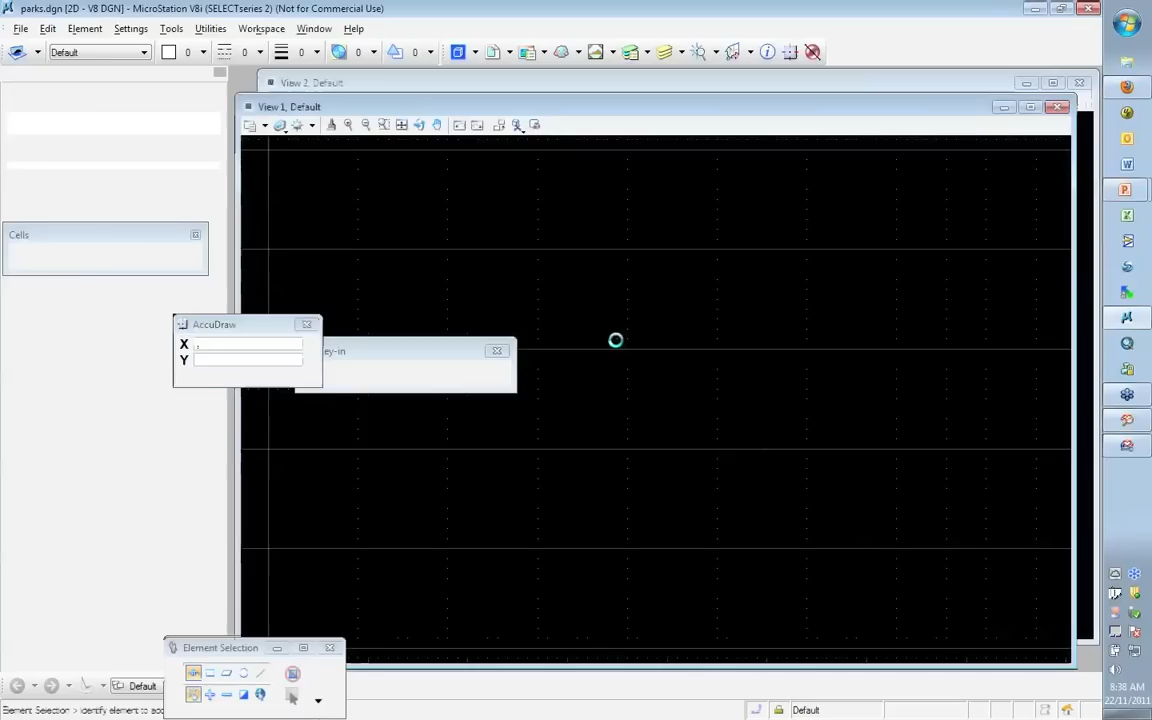 parks.dgn [2D - V8 DGN] - MicroStation V8i (SELECTseries 2) (Not for Commercial Use)
File Edit Element Settings Tools Utilities Workspace Window Help
Default 0 0 0 0 0
View 2, Default
View 1, Default
Cells
AccuDraw
X
Y
ey-in
Element Selection
Default
Element Selection > Identify element to
Default
8:38 AM
22/11/2011